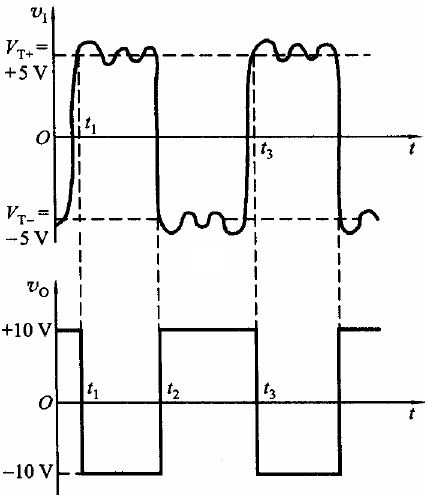 v_I
V_T+ =
+5 V
t_1
O
t_3
t
V_T- =
-5 V
v_O
+10 V
t_1
t_2
t_3
O
t
-10 V